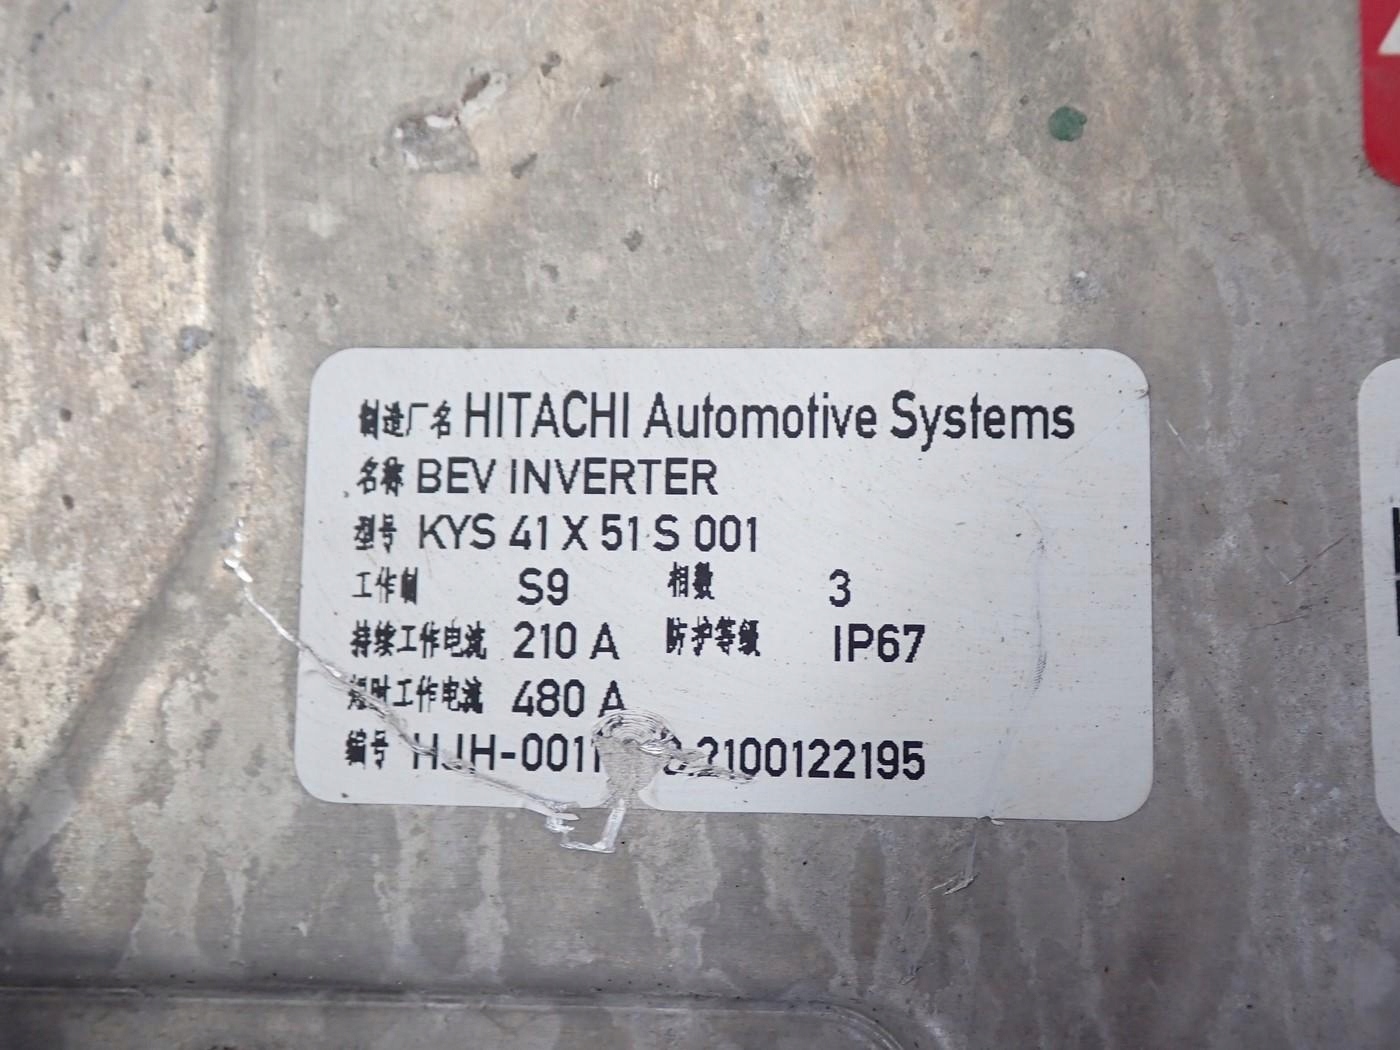 制造厂名 HITACHI Automotive Systems
名称 BEV INVERTER
型号 KYS 41 X 51 S 001
工作制 S9 相数 3
持续工作电流 210 A 防护等级 IP67
短时工作电流 480 A
编号